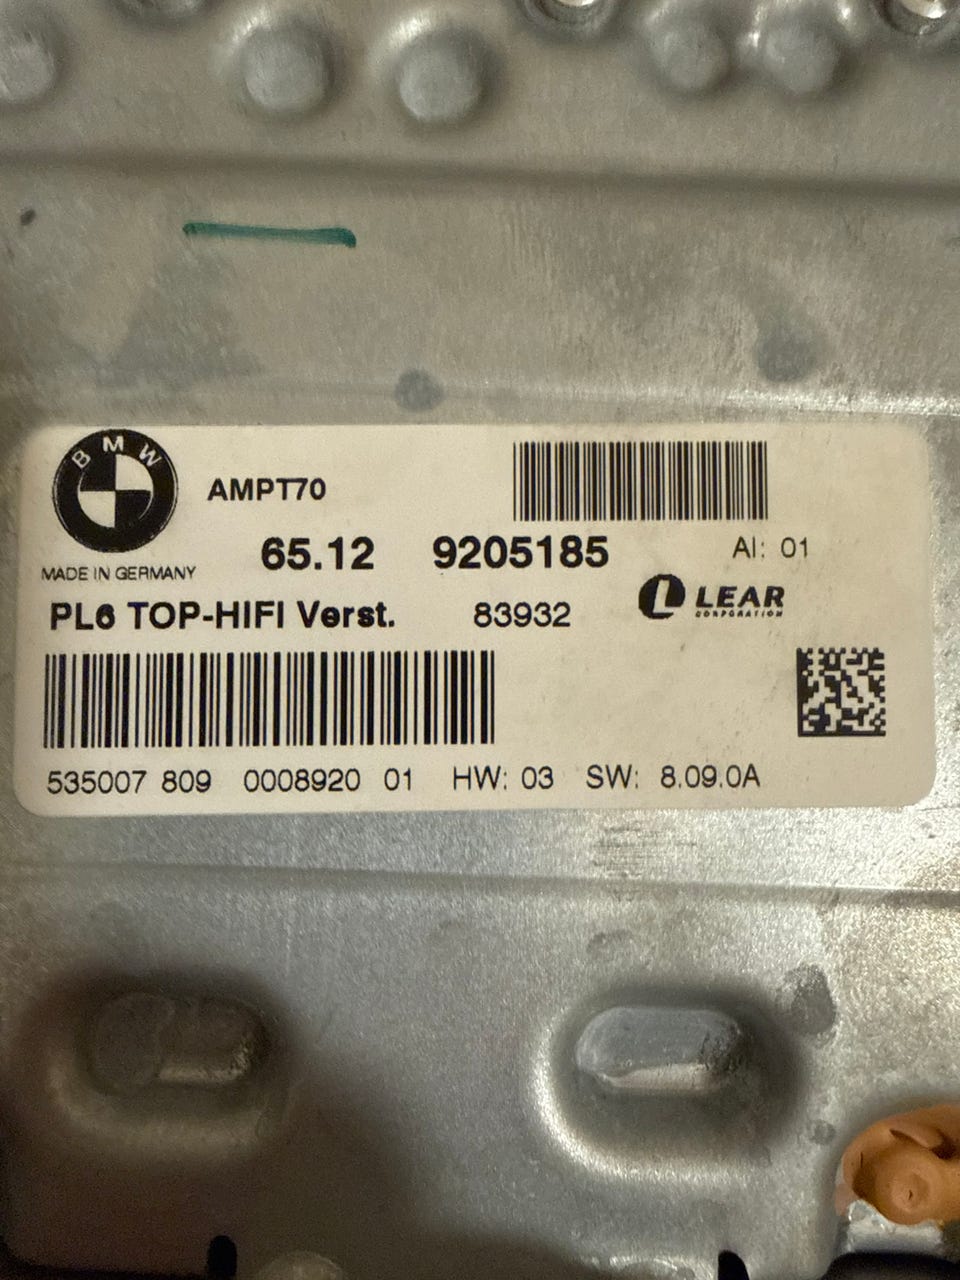 BMW
AMPT70
65.12 9205185 AI: 01
MADE IN GERMANY
PL6 TOP-HIFI Verst. 83932 LEAR
CORPORATION
535007 809 0008920 01 HW: 03 SW: 8.09.0A